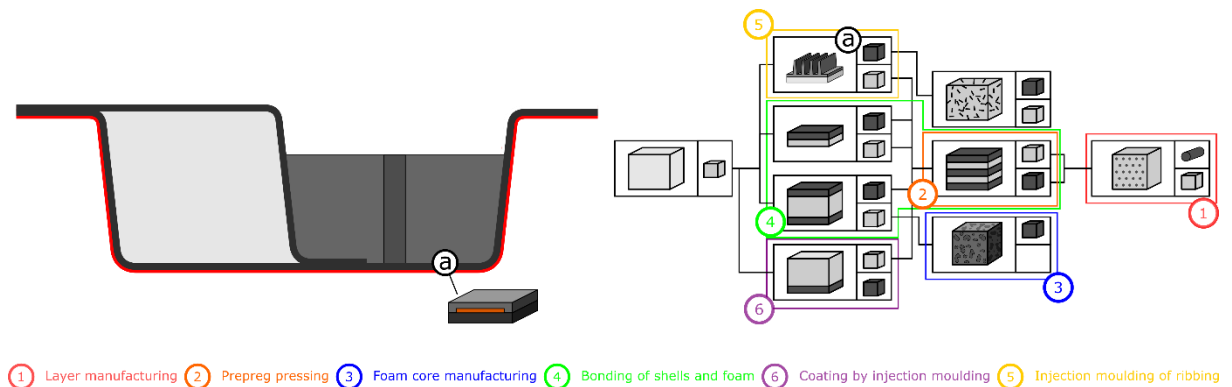 5
a
2
4
1
a
3
6
1 Layer manufacturing 2 Prepreg pressing 3 Foam core manufacturing 4 Bonding of shells and foam 6 Coating by injection moulding 5 Injection moulding of ribbing